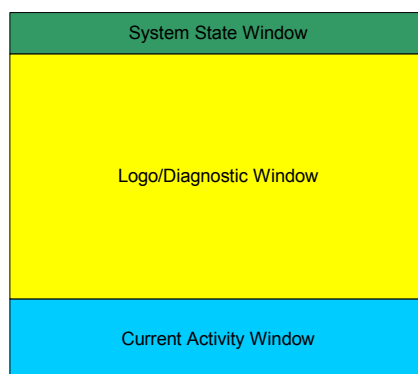 System State Window
Logo/Diagnostic Window
Current Activity Window